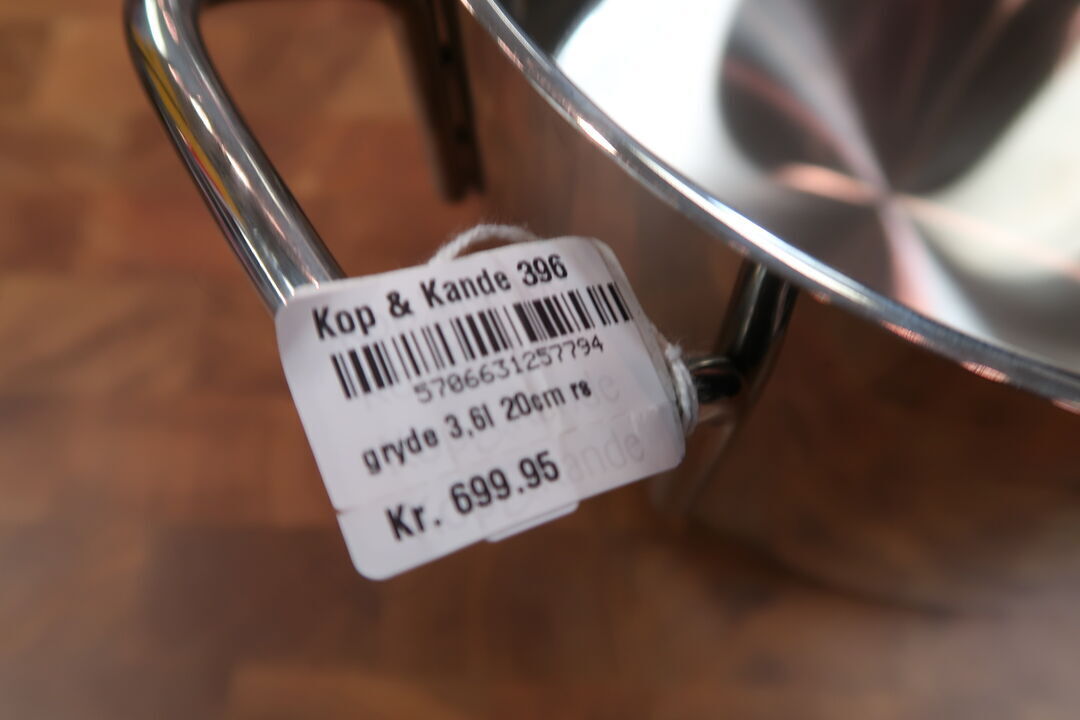 Kop & Kande 396
5706631257794
gryde 3,6l 20cm rs
Kr. 699.95